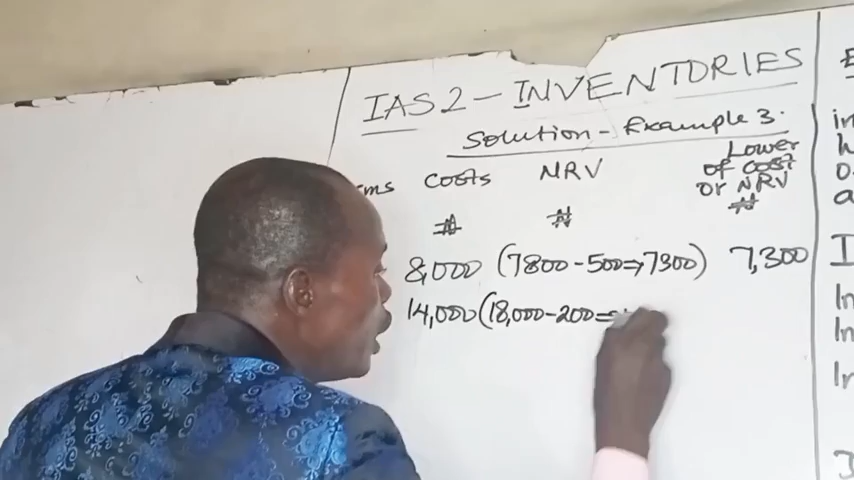 IAS2 - INVENTORIES
Solution - Example 3.
ms Costs NRV Lower of cost or NRV
₦ ₦ ₦
8,000 (7800-500⇒7300) 7,300
14,000 (18,000-200=